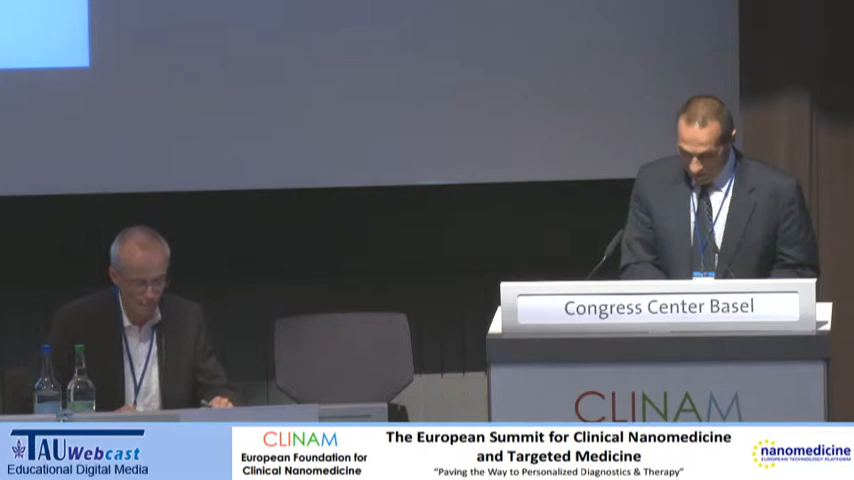 Congress Center Basel
CLINAM
TAUWebcast
Educational Digital Media
CLINAM
European Foundation for
Clinical Nanomedicine
The European Summit for Clinical Nanomedicine
and Targeted Medicine
"Paving the Way to Personalized Diagnostics & Therapy"
nanomedicine
EUROPEAN TECHNOLOGY PLATFORM